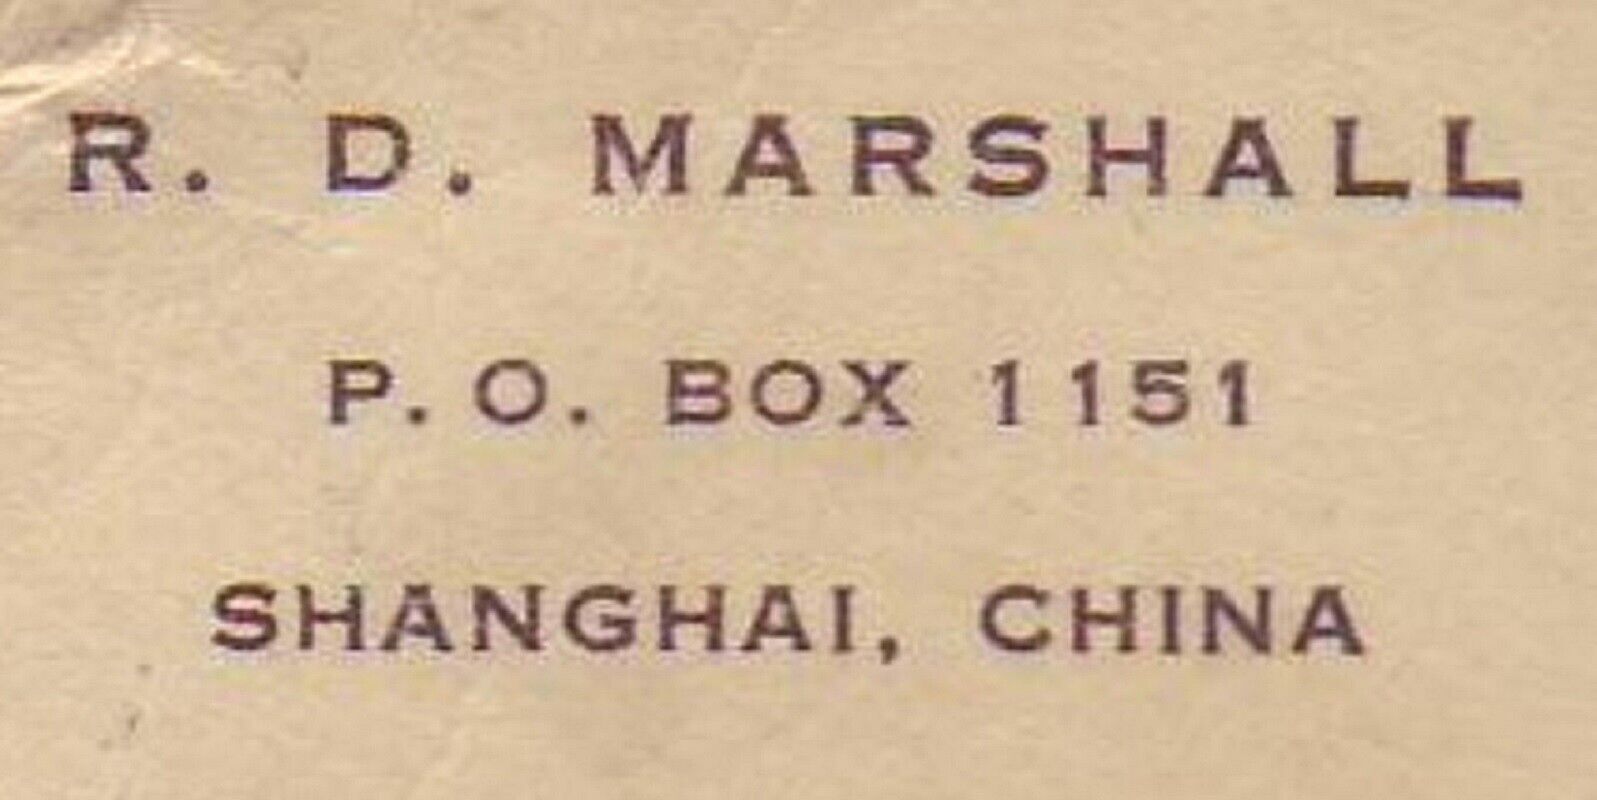 R. D. MARSHALL
P. O. BOX 1151
SHANGHAI, CHINA